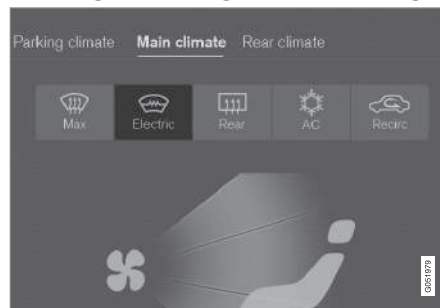 Parking climate Main climate Rear climate
Max Electric Rear AC Recirc
G051979